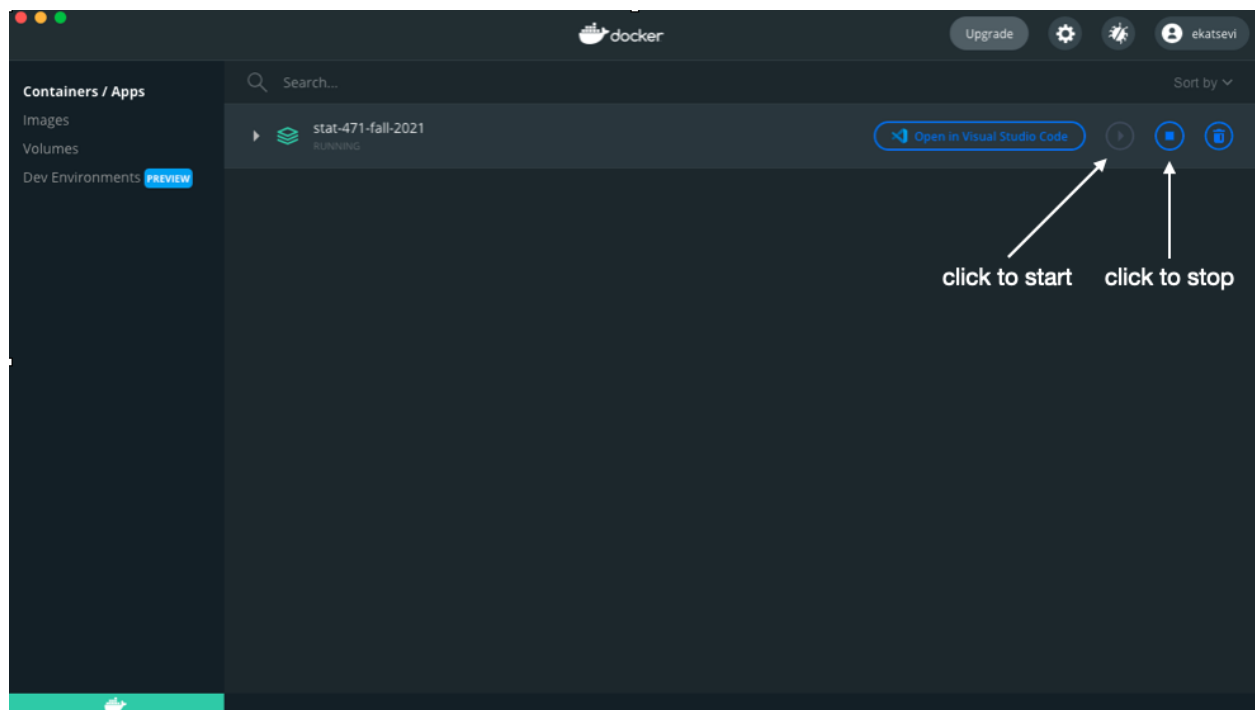 docker
Upgrade
ekatsevi
Containers / Apps
Images
Volumes
Dev Environments PREVIEW
Search...
Sort by
stat-471-fall-2021
RUNNING
Open in Visual Studio Code
click to start
click to stop